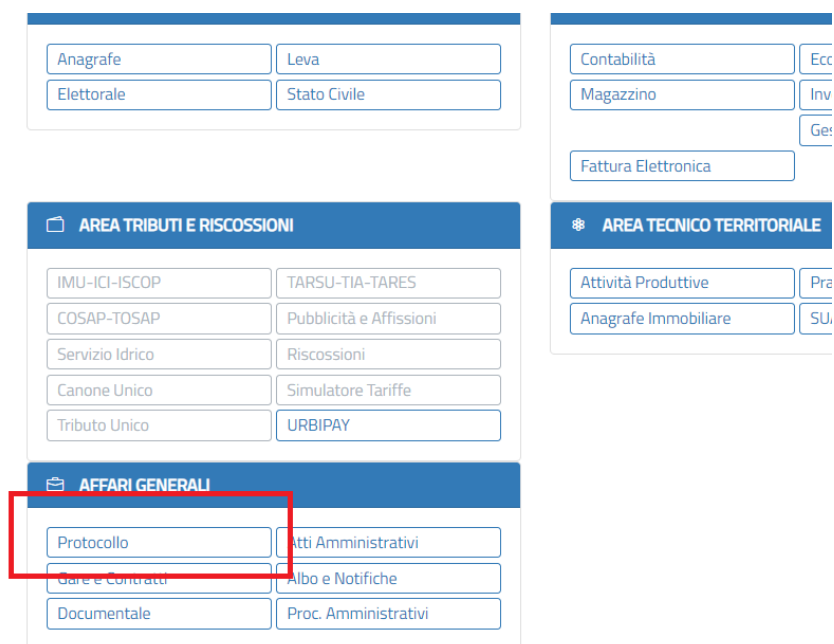 Anagrafe
Leva
Elettorale
Stato Civile
Contabilità
Magazzino
Fattura Elettronica
AREA TRIBUTI E RISCOSSIONI
IMU-ICI-ISCOP
TARSU-TIA-TARES
COSAP-TOSAP
Pubblicità e Affissioni
Servizio Idrico
Riscossioni
Canone Unico
Simulatore Tariffe
Tributo Unico
URBIPAY
AREA TECNICO TERRITORIALE
Attività Produttive
Anagrafe Immobiliare
AFFARI GENERALI
Protocollo
Atti Amministrativi
Gare e Contratti
Albo e Notifiche
Documentale
Proc. Amministrativi